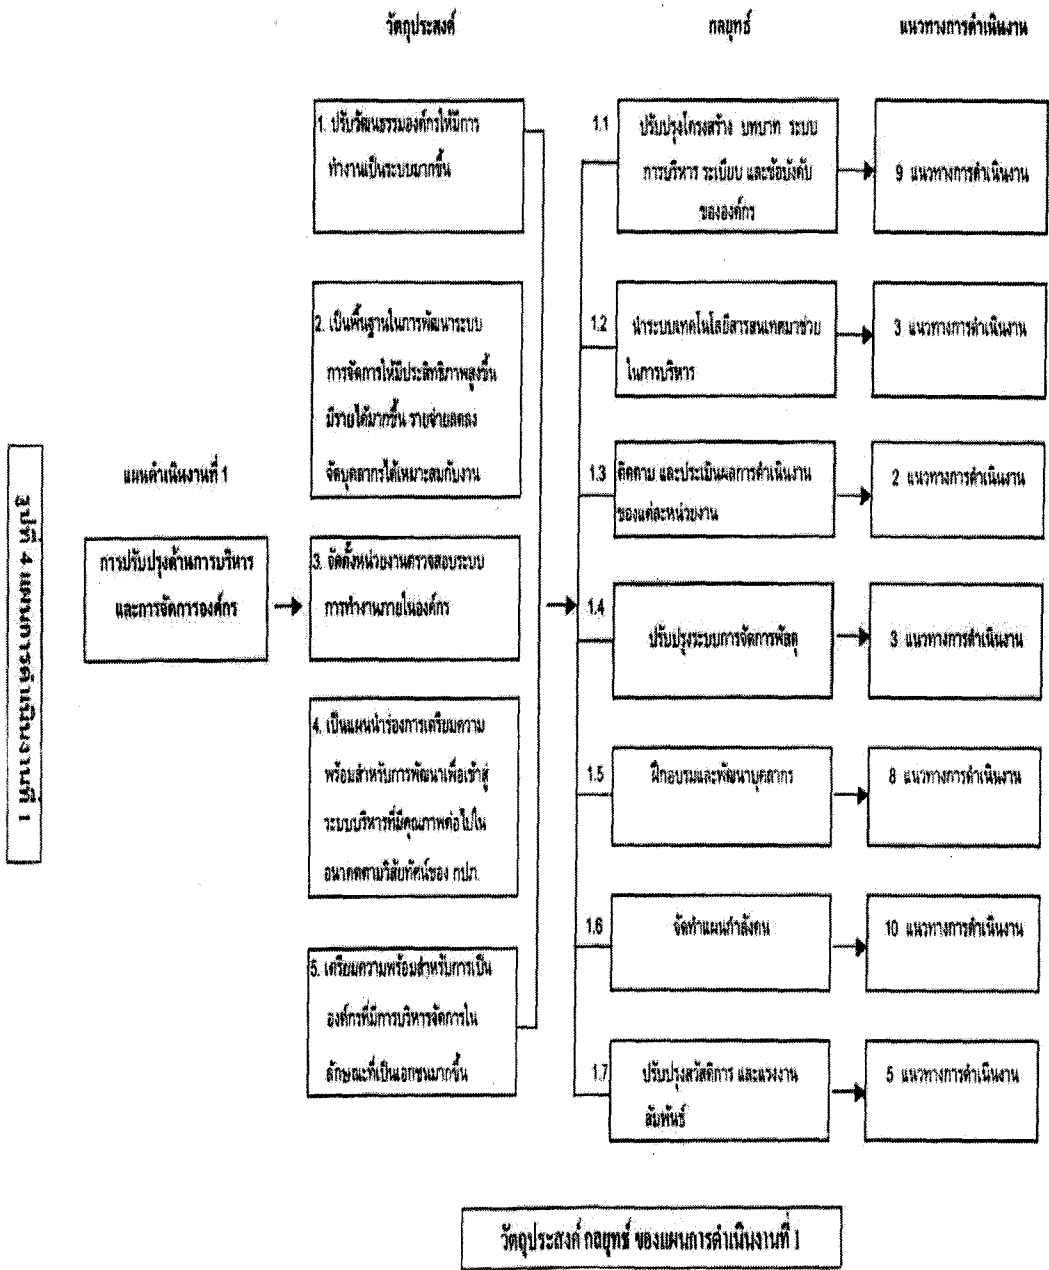 วัตถุประสงค์
กลยุทธ์
แนวทางการดำเนินงาน
รูปที่ 4 แผนการดำเนินงานที่ 1
แผนดำเนินงานที่ 1
การปรับปรุงด้านการบริหาร
และการจัดการองค์กร
1. ปรับวัฒนธรรมองค์กรให้มีการ
ทำงานเป็นระบบมากขึ้น
2. เป็นพื้นฐานในการพัฒนาระบบ
การจัดการให้มีประสิทธิภาพสูงขึ้น
มีรายได้มากขึ้น รายจ่ายลดลง
จัดบุคลากรได้เหมาะสมกับงาน
3. จัดตั้งหน่วยงานตรวจสอบระบบ
การทำงานภายในองค์กร
4. เป็นแผนนำร่องการเตรียมความ
พร้อมสำหรับการพัฒนาเพื่อเข้าสู่
ระบบบริหารที่มีคุณภาพต่อไปใน
อนาคตตามวิสัยทัศน์ของ กปภ.
5. เตรียมความพร้อมสำหรับการเป็น
องค์กรที่มีการบริหารจัดการใน
ลักษณะที่เป็นเอกชนมากขึ้น
1.1
ปรับปรุงโครงสร้าง บทบาท ระบบ
การบริหาร ระเบียบ และข้อบังคับ
ขององค์กร
9 แนวทางการดำเนินงาน
1.2
นำระบบเทคโนโลยีสารสนเทศมาช่วย
ในการบริหาร
3 แนวทางการดำเนินงาน
1.3
ติดตาม และประเมินผลการดำเนินงาน
ของแต่ละหน่วยงาน
2 แนวทางการดำเนินงาน
1.4
ปรับปรุงระบบการจัดการพัสดุ
3 แนวทางการดำเนินงาน
1.5
ฝึกอบรมและพัฒนาบุคลากร
8 แนวทางการดำเนินงาน
1.6
จัดทำแผนกำลังคน
10 แนวทางการดำเนินงาน
1.7
ปรับปรุงสวัสดิการ และแรงงาน
สัมพันธ์
5 แนวทางการดำเนินงาน
วัตถุประสงค์ กลยุทธ์ ของแผนการดำเนินงานที่ 1